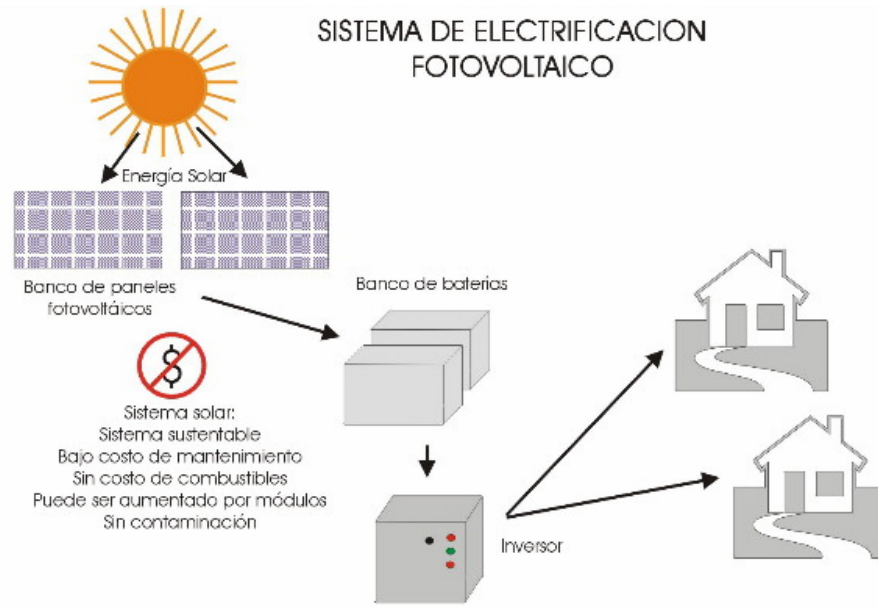 SISTEMA DE ELECTRIFICACION
FOTOVOLTAICO
Energía Solar
Banco de paneles
fotovoltáicos
Banco de baterias
$
Sistema solar:
Sistema sustentable
Bajo costo de mantenimiento
Sin costo de combustibles
Puede ser aumentado por módulos
Sin contaminación
Inversor